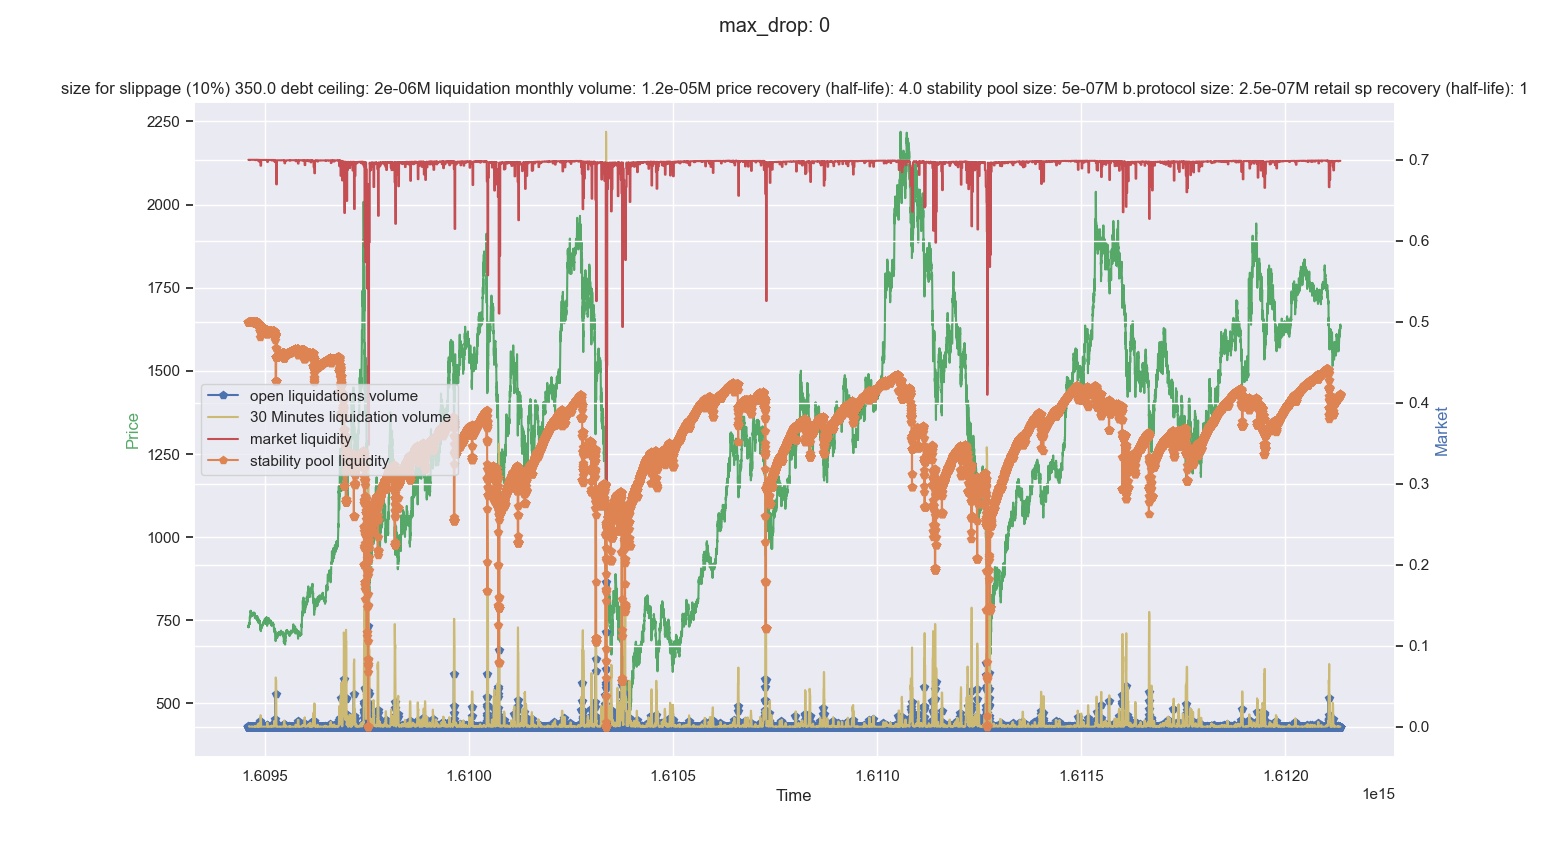 max_drop: 0
size for slippage (10%) 350.0 debt ceiling: 2e-06M liquidation monthly volume: 1.2e-05M price recovery (half-life): 4.0 stability pool size: 5e-07M b.protocol size: 2.5e-07M retail sp recovery (half-life): 1
2250
2000
1750
1500
1250
1000
750
500
Price
open liquidations volume
30 Minutes liquidation volume
market liquidity
stability pool liquidity
0.7
0.6
0.5
0.4
0.3
0.2
0.1
0.0
Market
1.6095
1.6100
1.6105
1.6110
1.6115
1.6120
Time
1e15